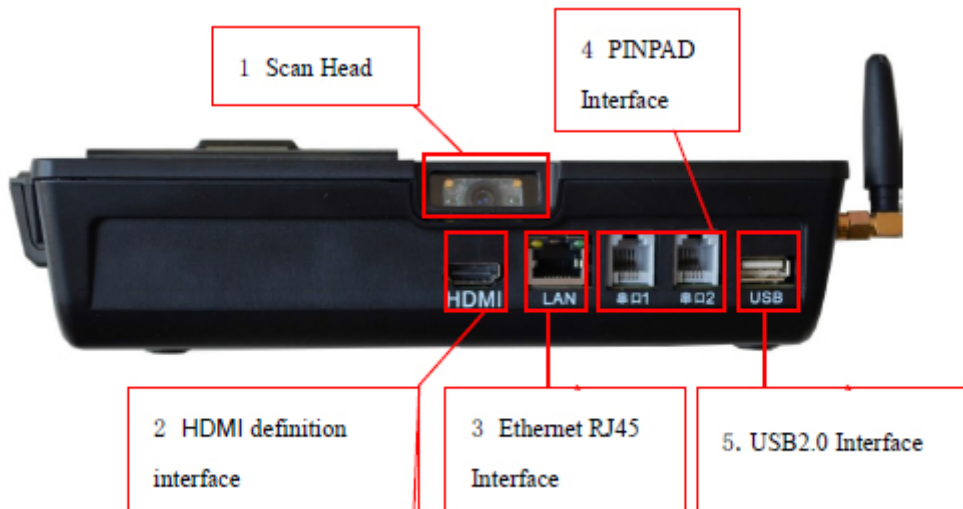 1 Scan Head
4 PINPAD
Interface
HDMI
LAN
串口1
串口2
USB
2 HDMI definition
interface
3 Ethernet RJ45
Interface
5. USB2.0 Interface